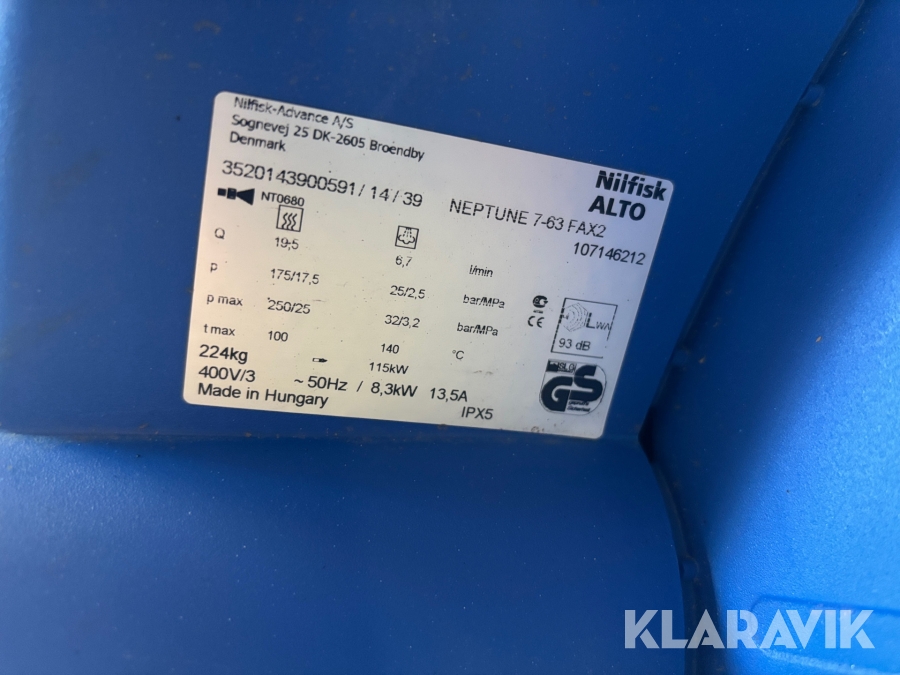 Nilfisk-Advance A/S
Sognevej 25 DK-2605 Broendby
Denmark
Nilfisk
ALTO
3520143900591 / 14 / 39
NEPTUNE 7-63 FAX2
NT0680
107146212
Q 19,5 6,7 l/min
p 175/17,5 25/2,5 bar/MPa
p max 250/25 32/3,2 bar/MPa
t max 100 140 °C
CE
LWA
93 dB
224kg 115kW
400V/3 ~ 50Hz / 8,3kW 13,5A
Made in Hungary IPX5
GS
KLARAVIK